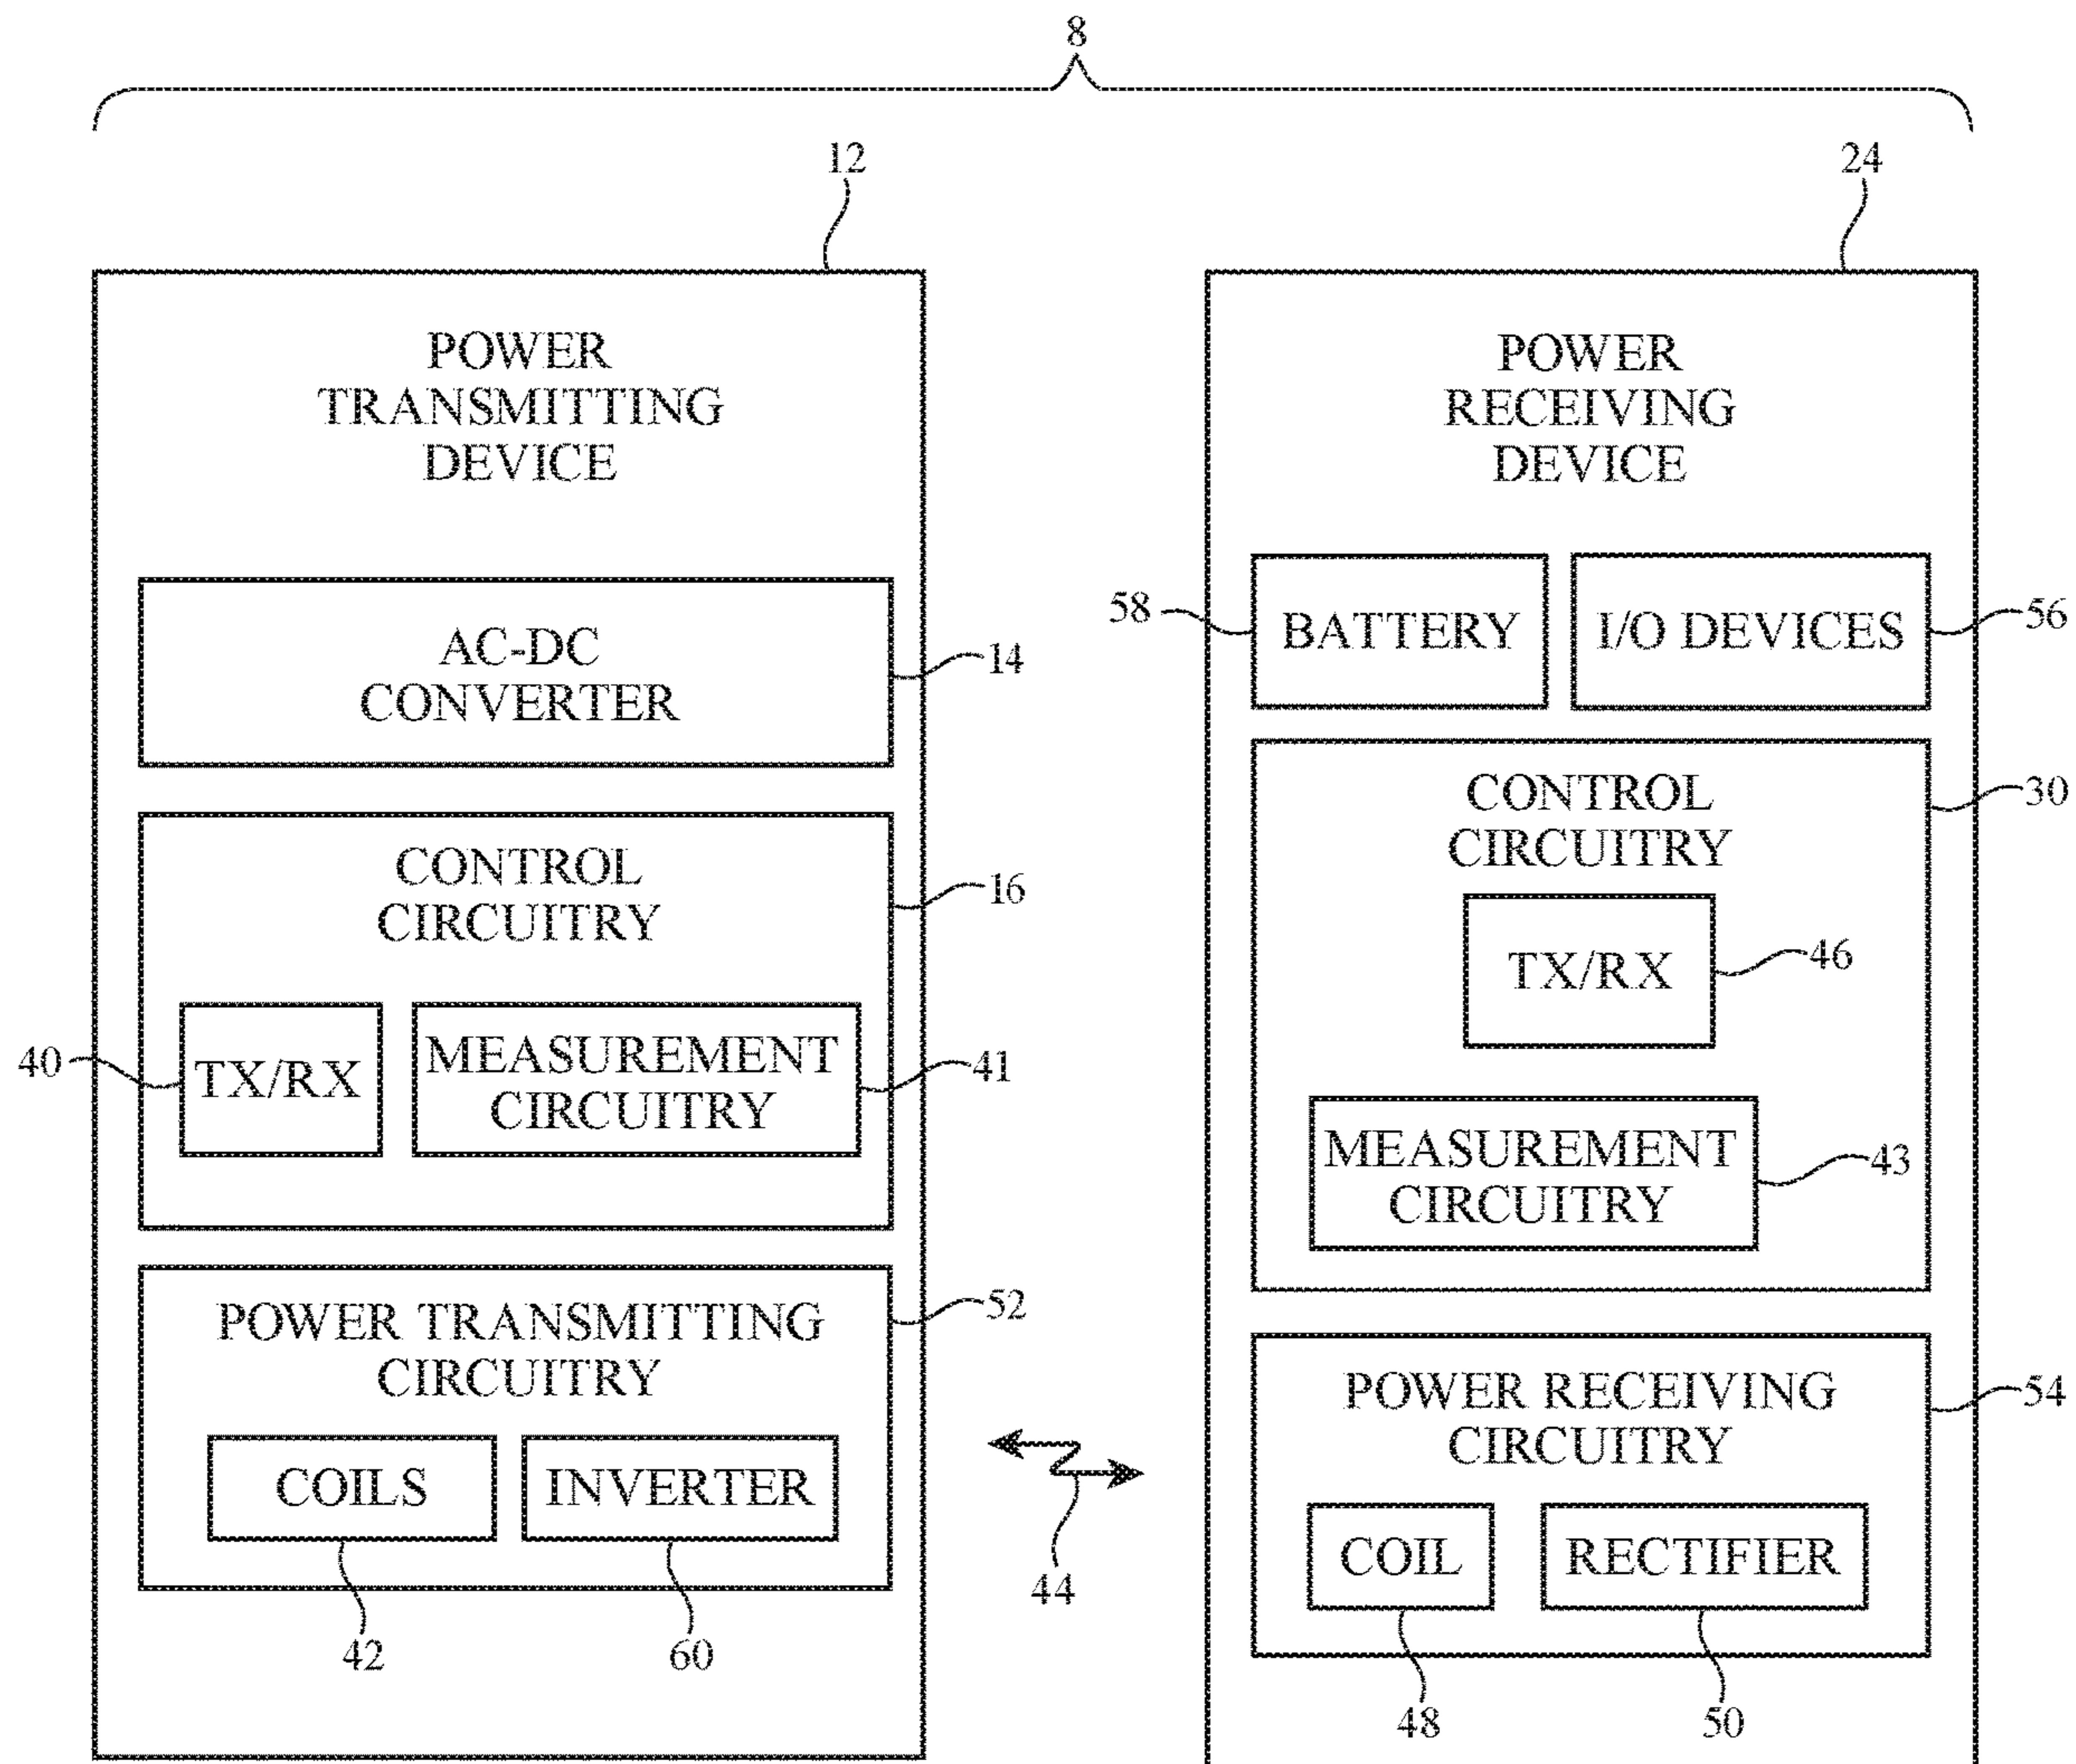 8
12
24
POWER
TRANSMITTING
DEVICE
AC-DC
CONVERTER
14
CONTROL
CIRCUITRY
16
40
TX/RX
MEASUREMENT
CIRCUITRY
41
POWER TRANSMITTING
CIRCUITRY
52
COILS
INVERTER
42
60
44
POWER
RECEIVING
DEVICE
58
BATTERY
I/O DEVICES
56
CONTROL
CIRCUITRY
30
TX/RX
46
MEASUREMENT
CIRCUITRY
43
POWER RECEIVING
CIRCUITRY
54
COIL
RECTIFIER
48
50